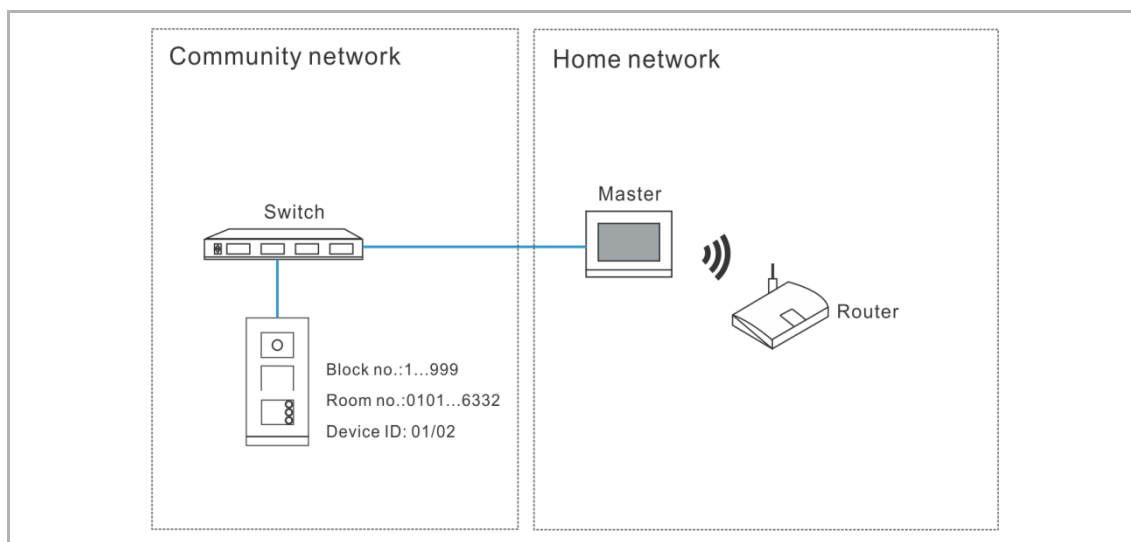 Community network
Home network
Master
Switch
Router
Block no.:1...999
Room no.:0101...6332
Device ID: 01/02